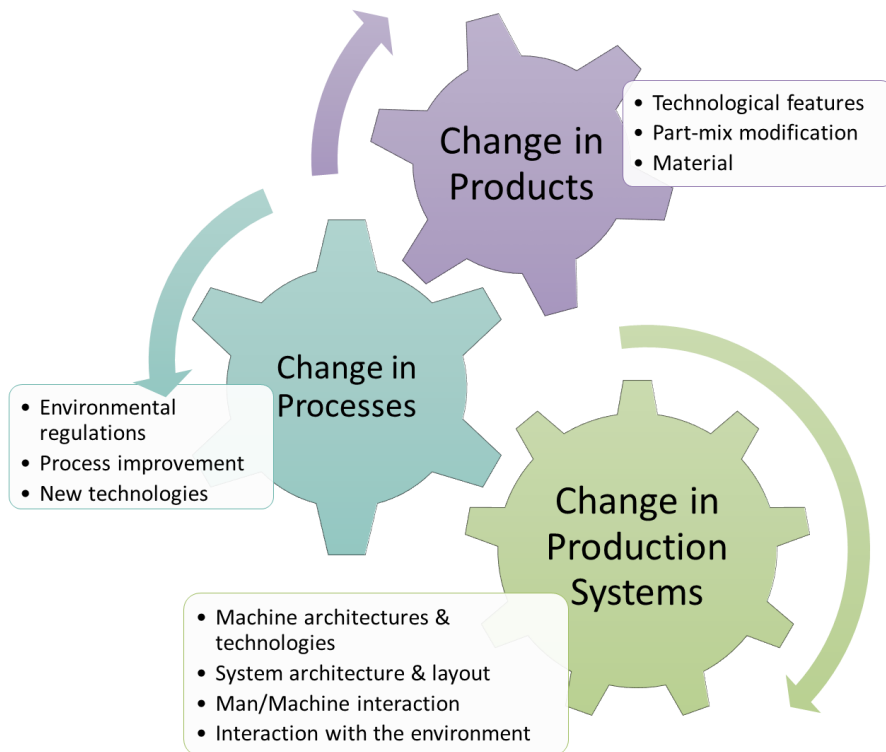 Change in
Products
• Technological features
• Part-mix modification
• Material
Change in
Processes
• Environmental
regulations
• Process improvement
• New technologies
Change in
Production
Systems
• Machine architectures &
technologies
• System architecture & layout
• Man/Machine interaction
• Interaction with the environment